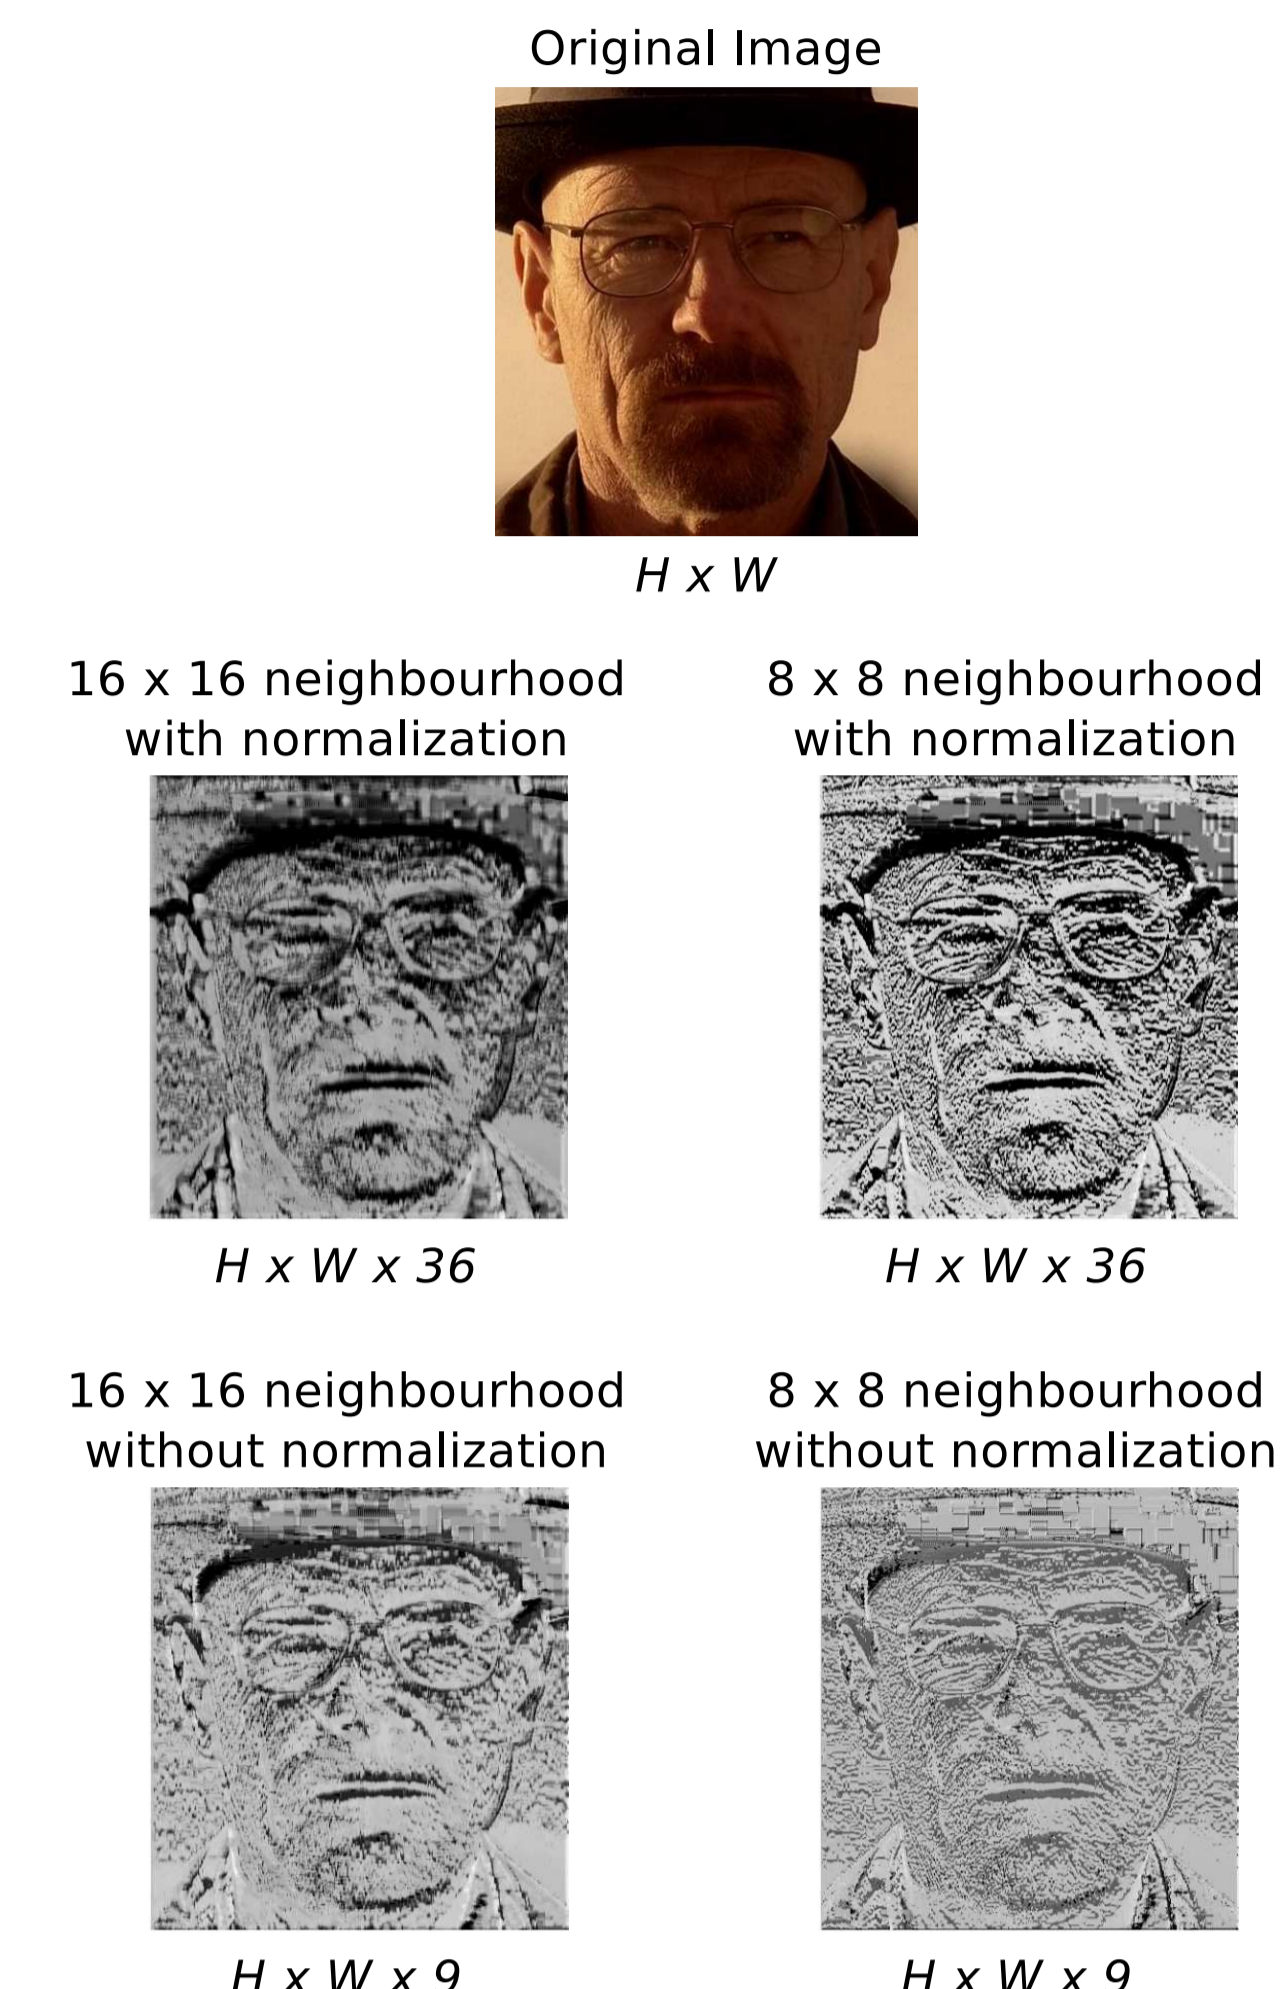 Original Image
H x W
16 x 16 neighbourhood
with normalization
8 x 8 neighbourhood
with normalization
H x W x 36
H x W x 36
16 x 16 neighbourhood
without normalization
8 x 8 neighbourhood
without normalization
H x W x 9
H x W x 9